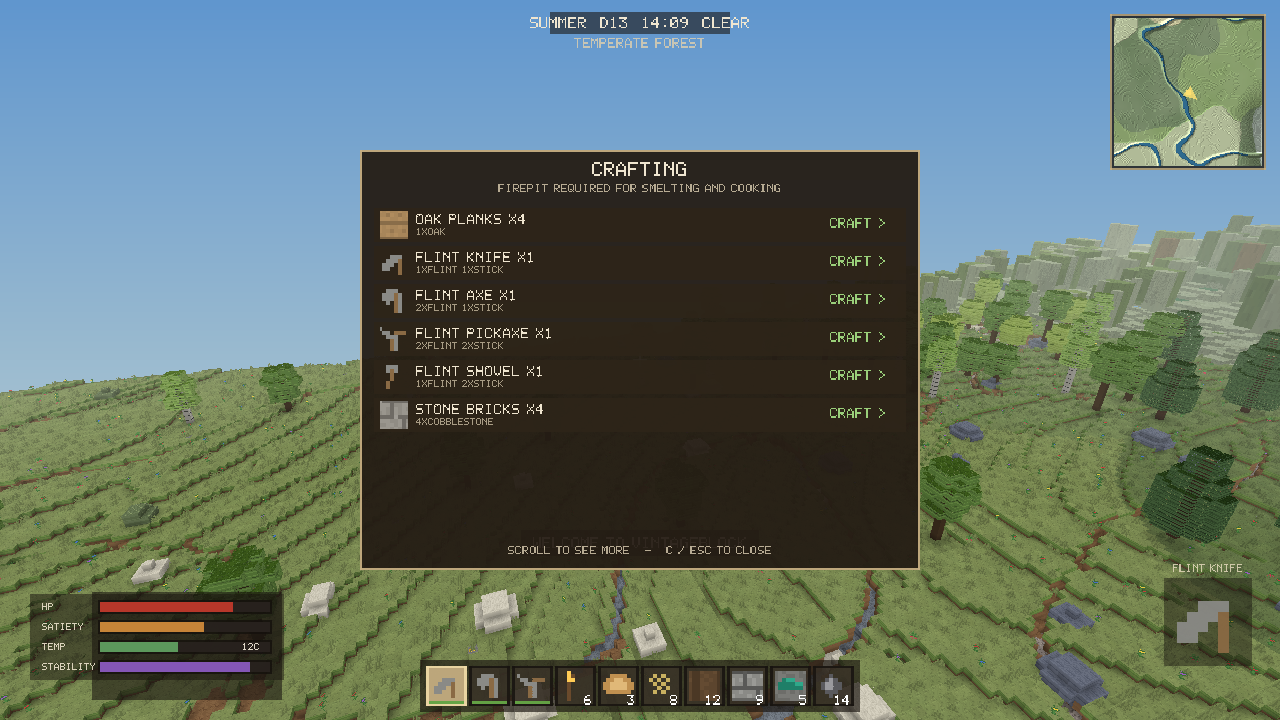 SUMMER D13 14:09 CLEAR
TEMPERATE FOREST
CRAFTING
FIREPIT REQUIRED FOR SMELTING AND COOKING
OAK PLANKS X4
1XOAK
CRAFT >
FLINT KNIFE X1
1XFLINT 1XSTICK
CRAFT >
FLINT AXE X1
2XFLINT 1XSTICK
CRAFT >
FLINT PICKAXE X1
2XFLINT 2XSTICK
CRAFT >
FLINT SHOVEL X1
1XFLINT 2XSTICK
CRAFT >
STONE BRICKS X4
4XCOBBLESTONE
CRAFT >
WELCOME TO VINTAGEBLOCK
SCROLL TO SEE MORE - C / ESC TO CLOSE
FLINT KNIFE
HP
SATIETY
TEMP 12C
STABILITY
6 3 8 12 9 5 14